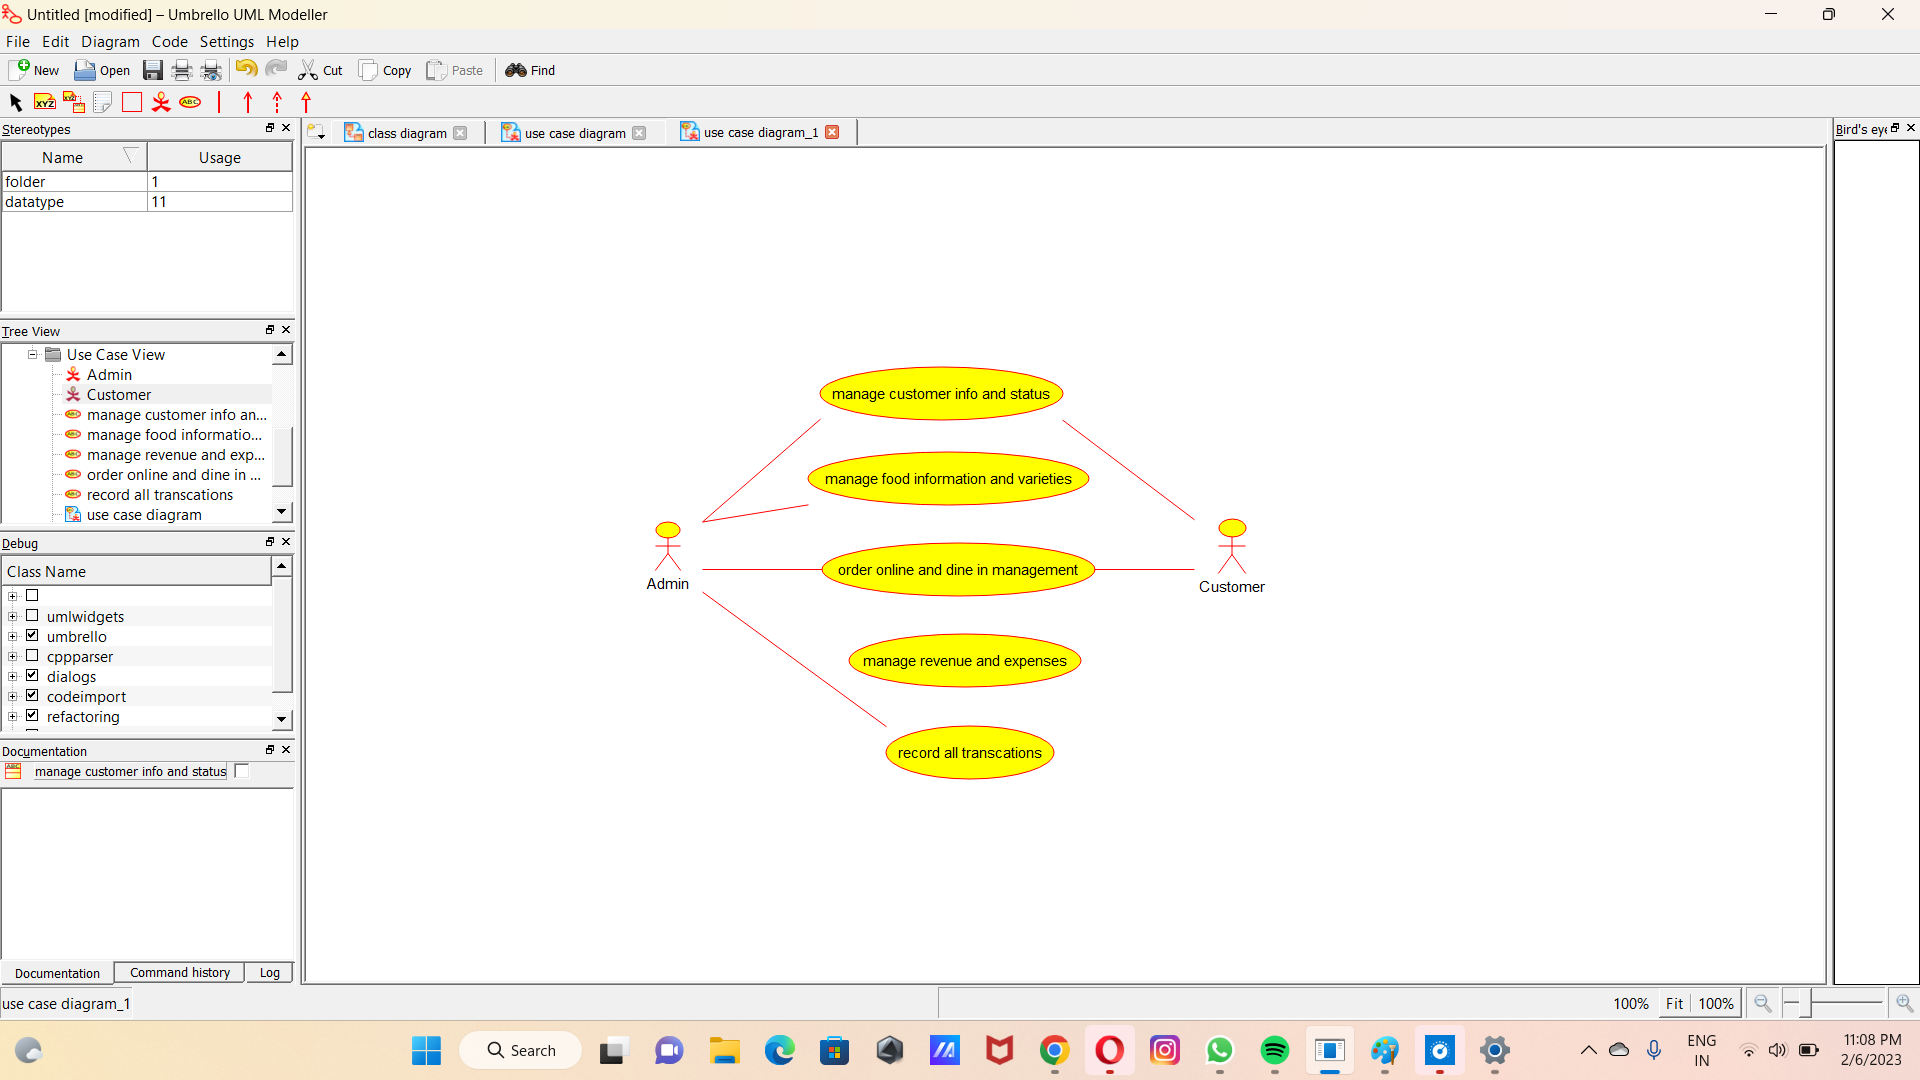 Untitled [modified] – Umbrello UML Modeller
File Edit Diagram Code Settings Help
New Open Cut Copy Paste Find
XYZ XYZ ABC
Stereotypes
Name Usage
folder 1
datatype 11
Tree View
Use Case View
Admin
Customer
manage customer info an...
manage food informatio...
manage revenue and exp...
order online and dine in ...
record all transcations
use case diagram
Debug
Class Name
umlwidgets
umbrello
cppparser
dialogs
codeimport
refactoring
Documentation
manage customer info and status
Documentation Command history Log
use case diagram_1
class diagram use case diagram use case diagram_1
manage customer info and status
manage food information and varieties
Admin
order online and dine in management
Customer
manage revenue and expenses
record all transcations
Bird's eye
100% Fit 100%
Search
ENG
IN
11:08 PM
2/6/2023